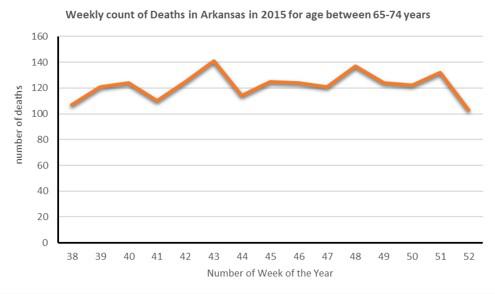 Weekly count of Deaths in Arkansas in 2015 for age between 65-74 years
160
140
120
100
80
60
40
20
0
number of deaths
38 39 40 41 42 43 44 45 46 47 48 49 50 51 52
Number of Week of the Year